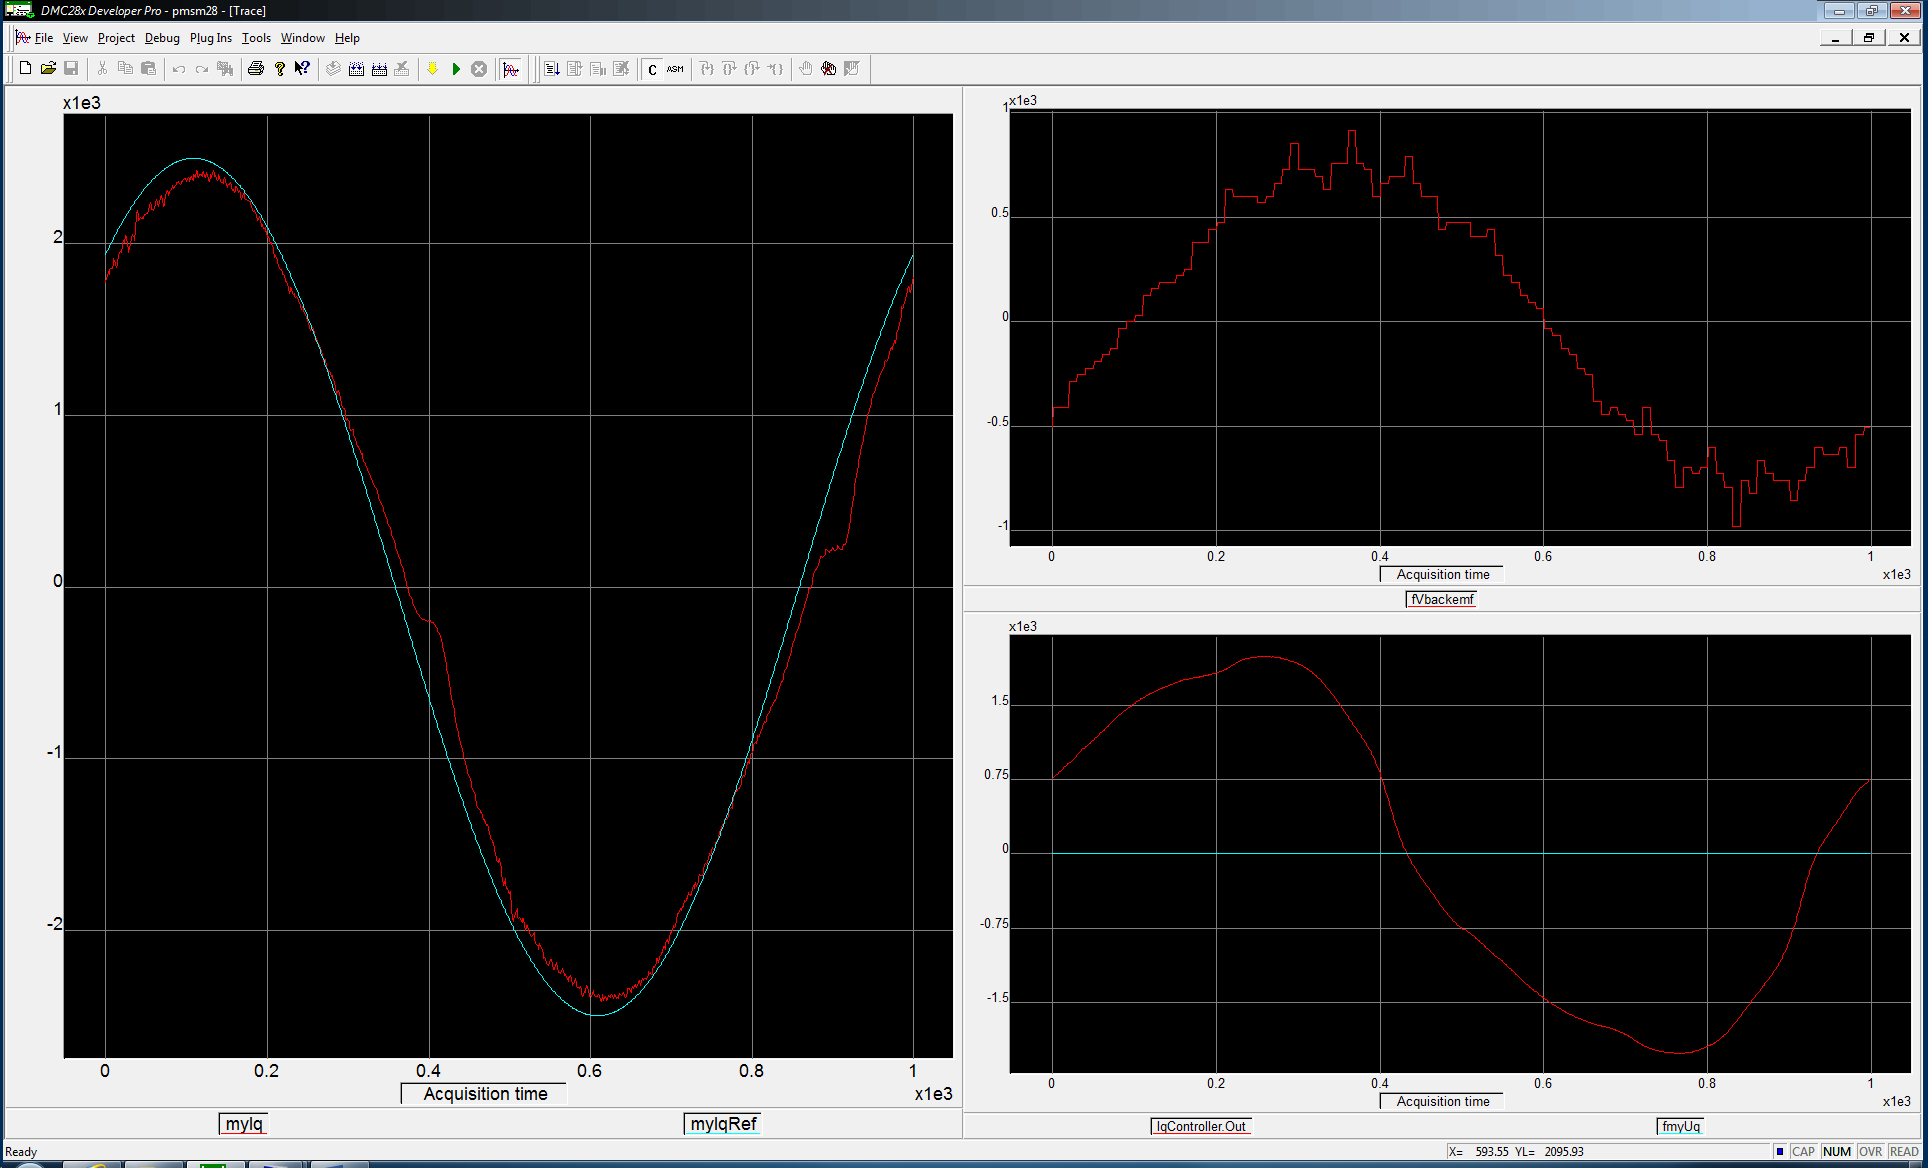 DMC28x Developer Pro - pmsm28 - [Trace]
File View Project Debug Plug Ins Tools Window Help
C ASM
x1e3
2
1
0
-1
-2
0 0.2 0.4 0.6 0.8 1
Acquisition time
x1e3
myIq myIqRef
x1e3
1
0.5
0
-0.5
-1
0 0.2 0.4 0.6 0.8 1
Acquisition time
x1e3
fVbackemf
x1e3
1.5
0.75
0
-0.75
-1.5
0 0.2 0.4 0.6 0.8 1
Acquisition time
x1e3
IqController.Out fmyUq
Ready
X= 593.55 YL= 2095.93
CAP NUM OVR READ